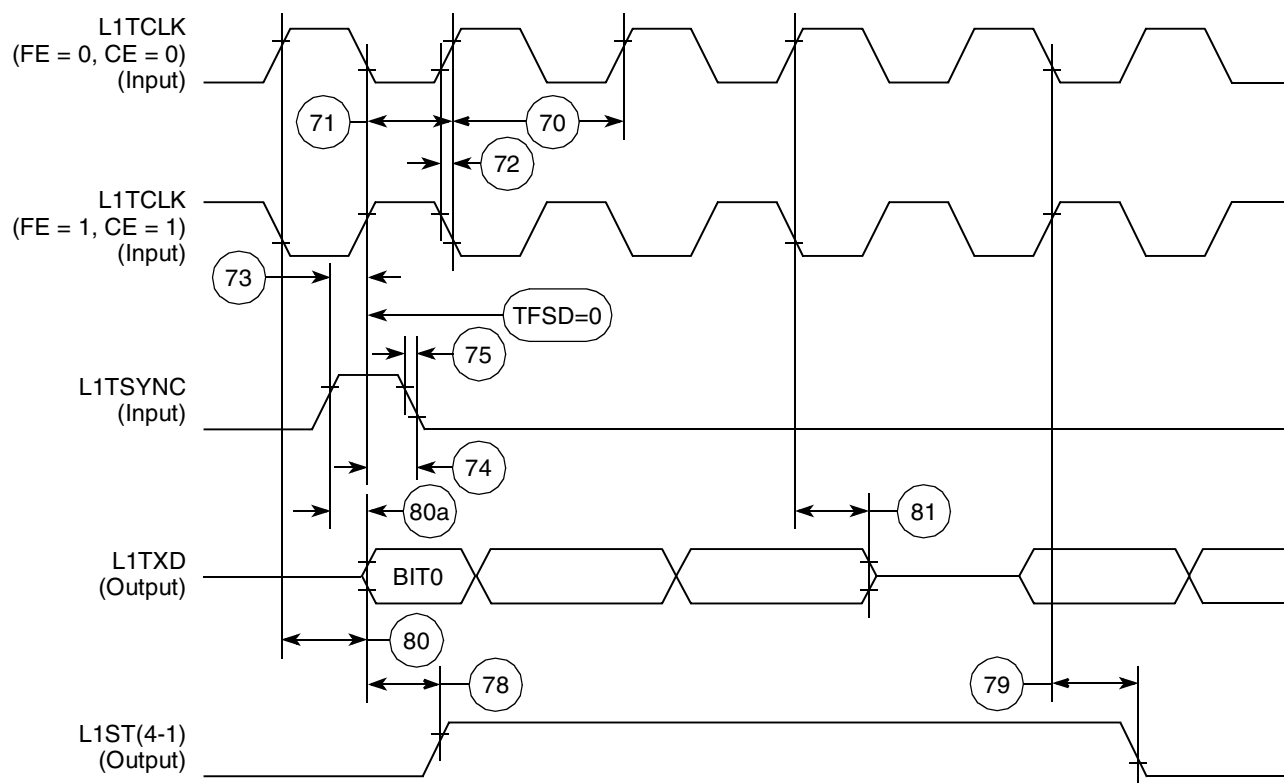 L1TCLK
(FE = 0, CE = 0)
(Input)
71
70
72
L1TCLK
(FE = 1, CE = 1)
(Input)
73
TFSD=0
75
L1TSYNC
(Input)
74
80a
81
L1TXD
(Output)
BIT0
80
78
79
L1ST(4-1)
(Output)